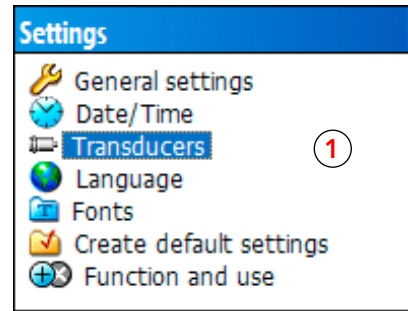 Settings
General settings
Date/Time
Transducers 1
Language
Fonts
Create default settings
Function and use